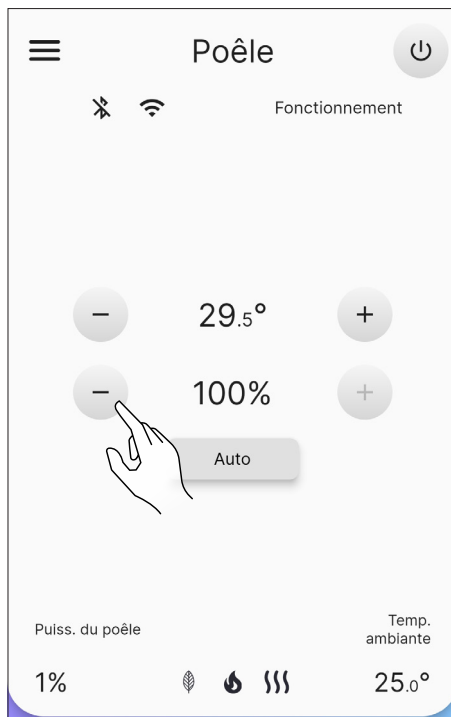 Poêle
Fonctionnement
− 29.5° +
− 100% +
Auto
Puiss. du poêle
Temp.
ambiante
1%
25.0°